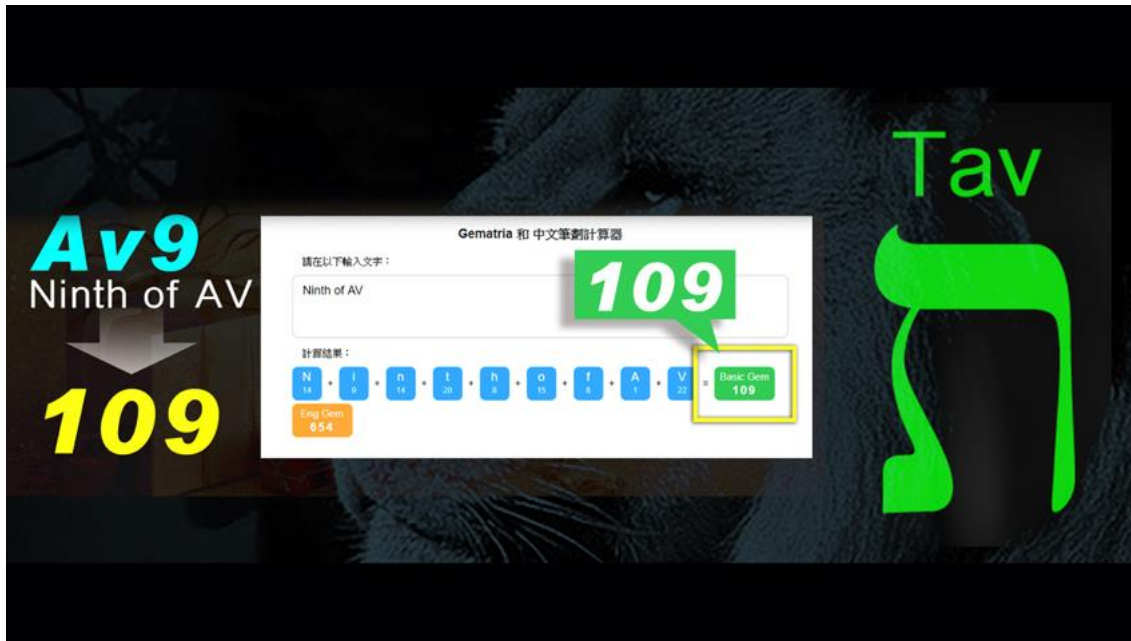 Av9
Ninth of AV
109
Gematria 和 中文筆劃計算器
請在以下輸入文字：
Ninth of AV
109
計算結果：
N + i + n + t + h + o + f + A + V = Basic Gem
14 9 14 20 8 15 6 1 22 109
Eng Gem
654
Tav
ת